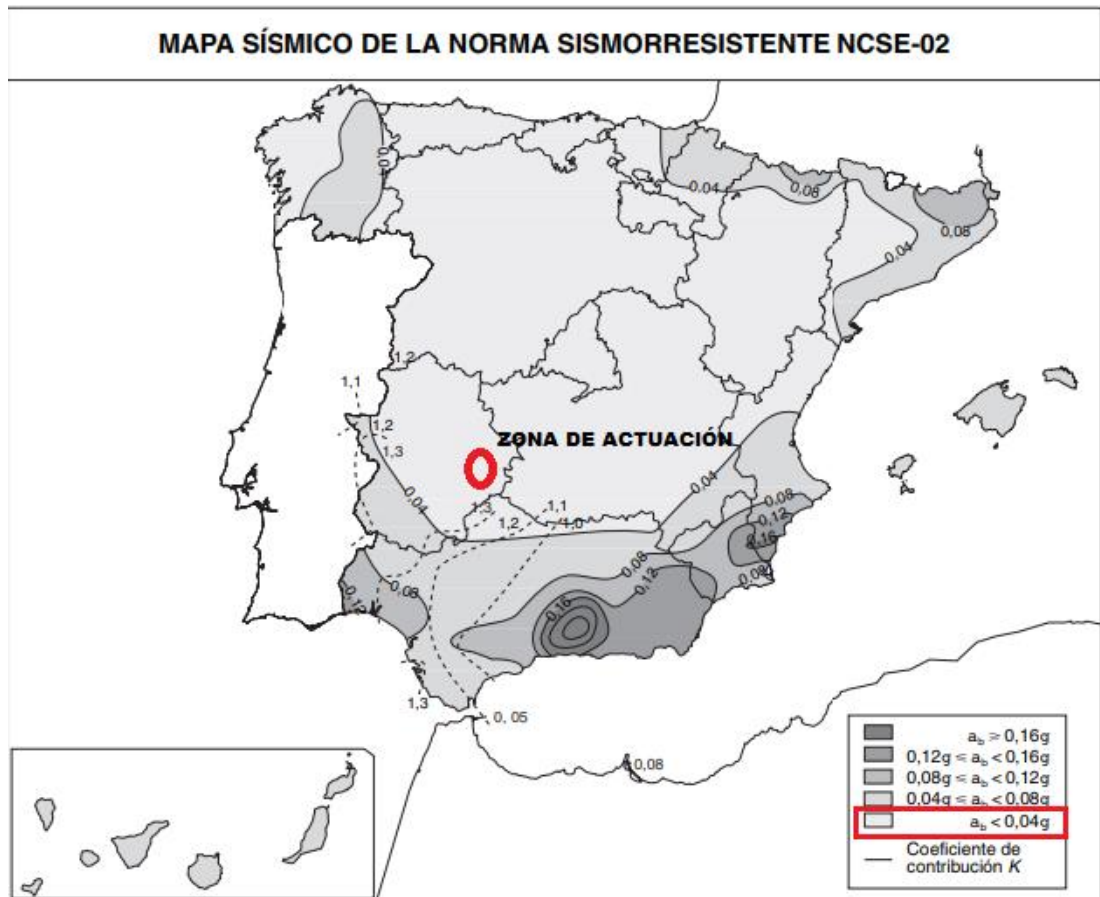 MAPA SÍSMICO DE LA NORMA SISMORRESISTENTE NCSE-02
0,04
0,08
0,08
0,04
1,2
1,1
1,2
1,3
ZONA DE ACTUACIÓN
0,04
0,04
1,3
1,1
1,2
1,0
0,08
0,12
0,16
0,08
0,08
0,12
0,08
0,12
0,16
1,3
0, 05
0,08
a_b ≥ 0,16g
0,12g ≤ a_b < 0,16g
0,08g ≤ a_b < 0,12g
0,04g ≤ a_b < 0,08g
a_b < 0,04g
Coeficiente de
contribución K